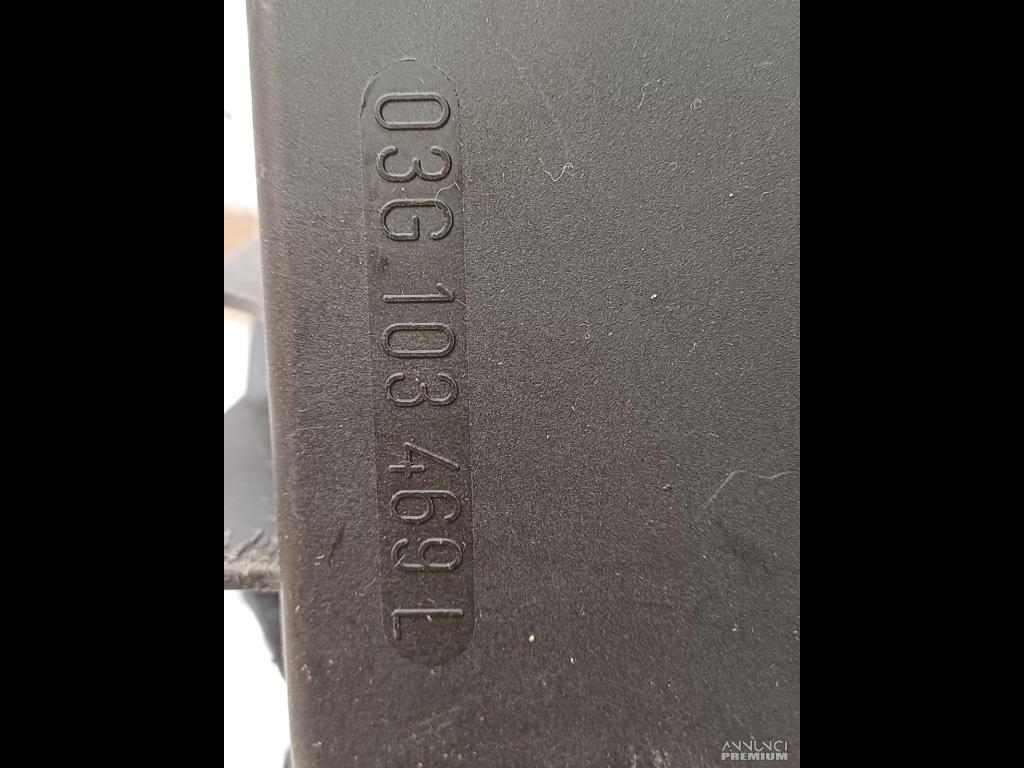 03G 103 469 L
ANNUNCI
PREMIUM